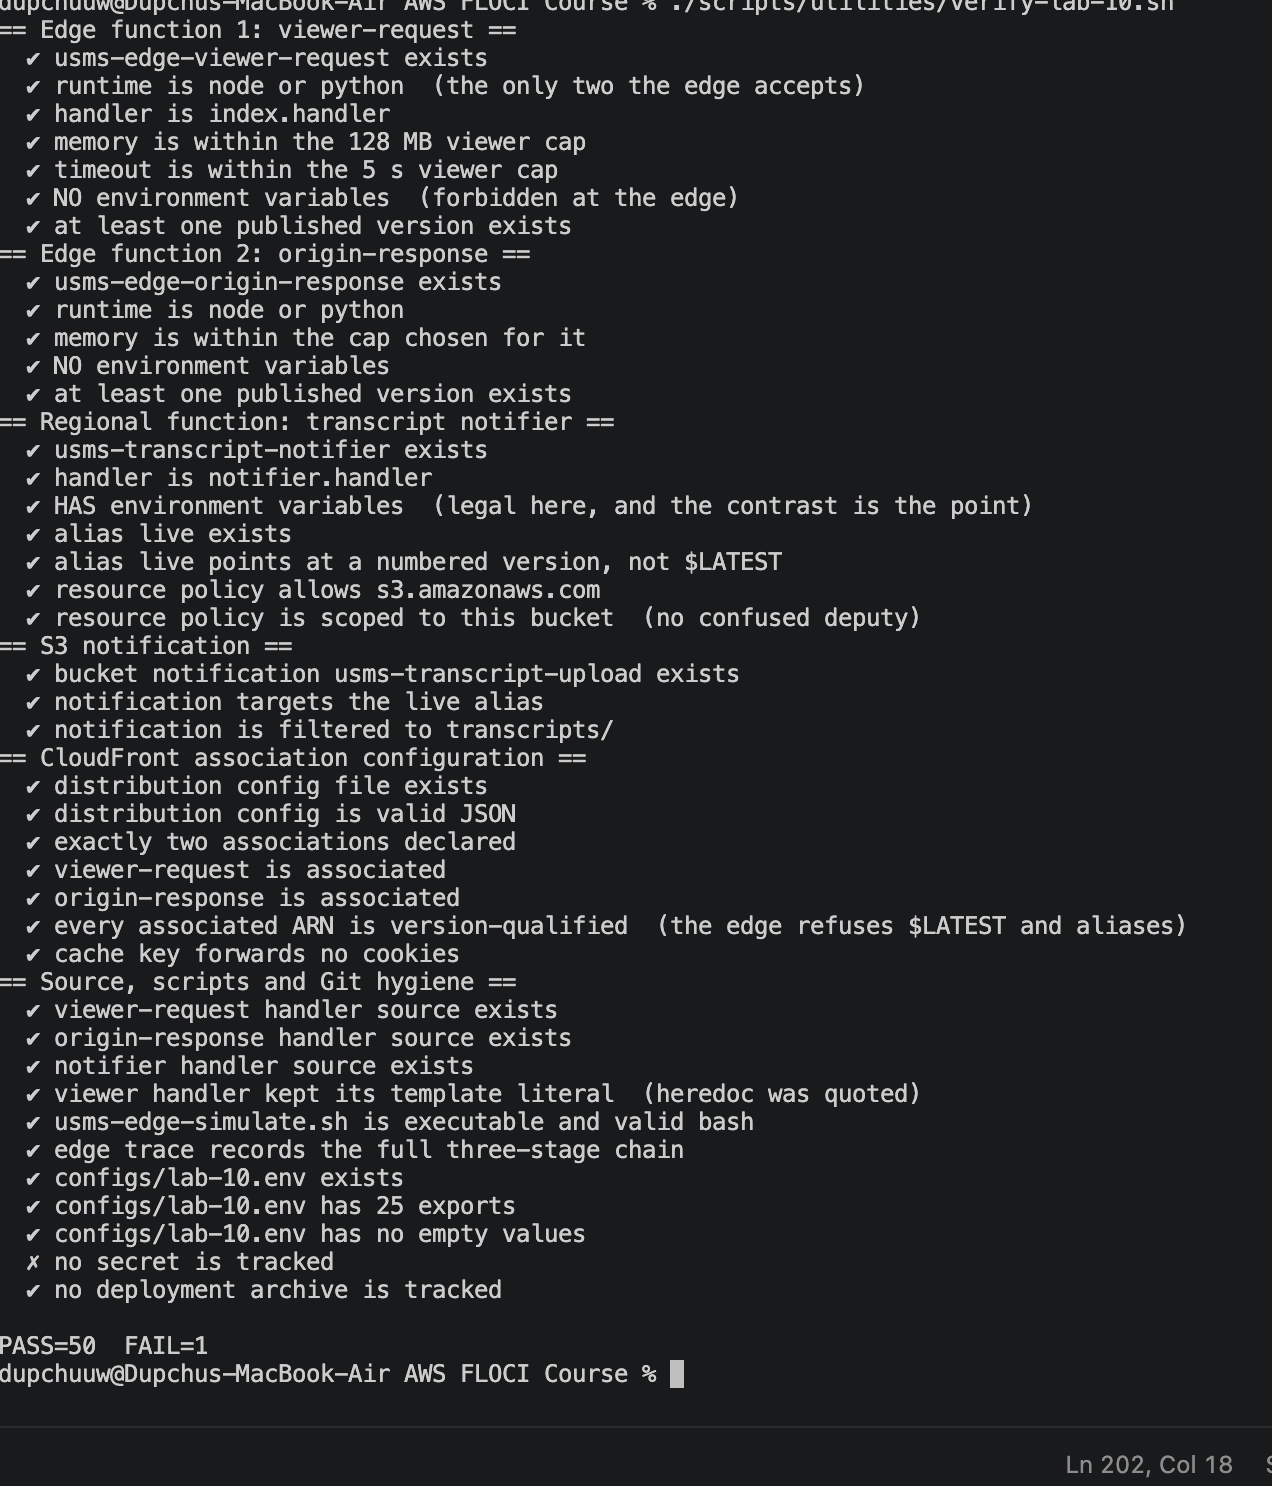 dupchuuw@Dupchus-MacBook-Air AWS FLOCI Course % ./scripts/utilities/verify-lab-10.sh
== Edge function 1: viewer-request ==
✔ usms-edge-viewer-request exists
✔ runtime is node or python  (the only two the edge accepts)
✔ handler is index.handler
✔ memory is within the 128 MB viewer cap
✔ timeout is within the 5 s viewer cap
✔ NO environment variables  (forbidden at the edge)
✔ at least one published version exists
== Edge function 2: origin-response ==
✔ usms-edge-origin-response exists
✔ runtime is node or python
✔ memory is within the cap chosen for it
✔ NO environment variables
✔ at least one published version exists
== Regional function: transcript notifier ==
✔ usms-transcript-notifier exists
✔ handler is notifier.handler
✔ HAS environment variables  (legal here, and the contrast is the point)
✔ alias live exists
✔ alias live points at a numbered version, not $LATEST
✔ resource policy allows s3.amazonaws.com
✔ resource policy is scoped to this bucket  (no confused deputy)
== S3 notification ==
✔ bucket notification usms-transcript-upload exists
✔ notification targets the live alias
✔ notification is filtered to transcripts/
== CloudFront association configuration ==
✔ distribution config file exists
✔ distribution config is valid JSON
✔ exactly two associations declared
✔ viewer-request is associated
✔ origin-response is associated
✔ every associated ARN is version-qualified  (the edge refuses $LATEST and aliases)
✔ cache key forwards no cookies
== Source, scripts and Git hygiene ==
✔ viewer-request handler source exists
✔ origin-response handler source exists
✔ notifier handler source exists
✔ viewer handler kept its template literal  (heredoc was quoted)
✔ usms-edge-simulate.sh is executable and valid bash
✔ edge trace records the full three-stage chain
✔ configs/lab-10.env exists
✔ configs/lab-10.env has 25 exports
✔ configs/lab-10.env has no empty values
✗ no secret is tracked
✔ no deployment archive is tracked
PASS=50  FAIL=1
dupchuuw@Dupchus-MacBook-Air AWS FLOCI Course %
Ln 202, Col 18